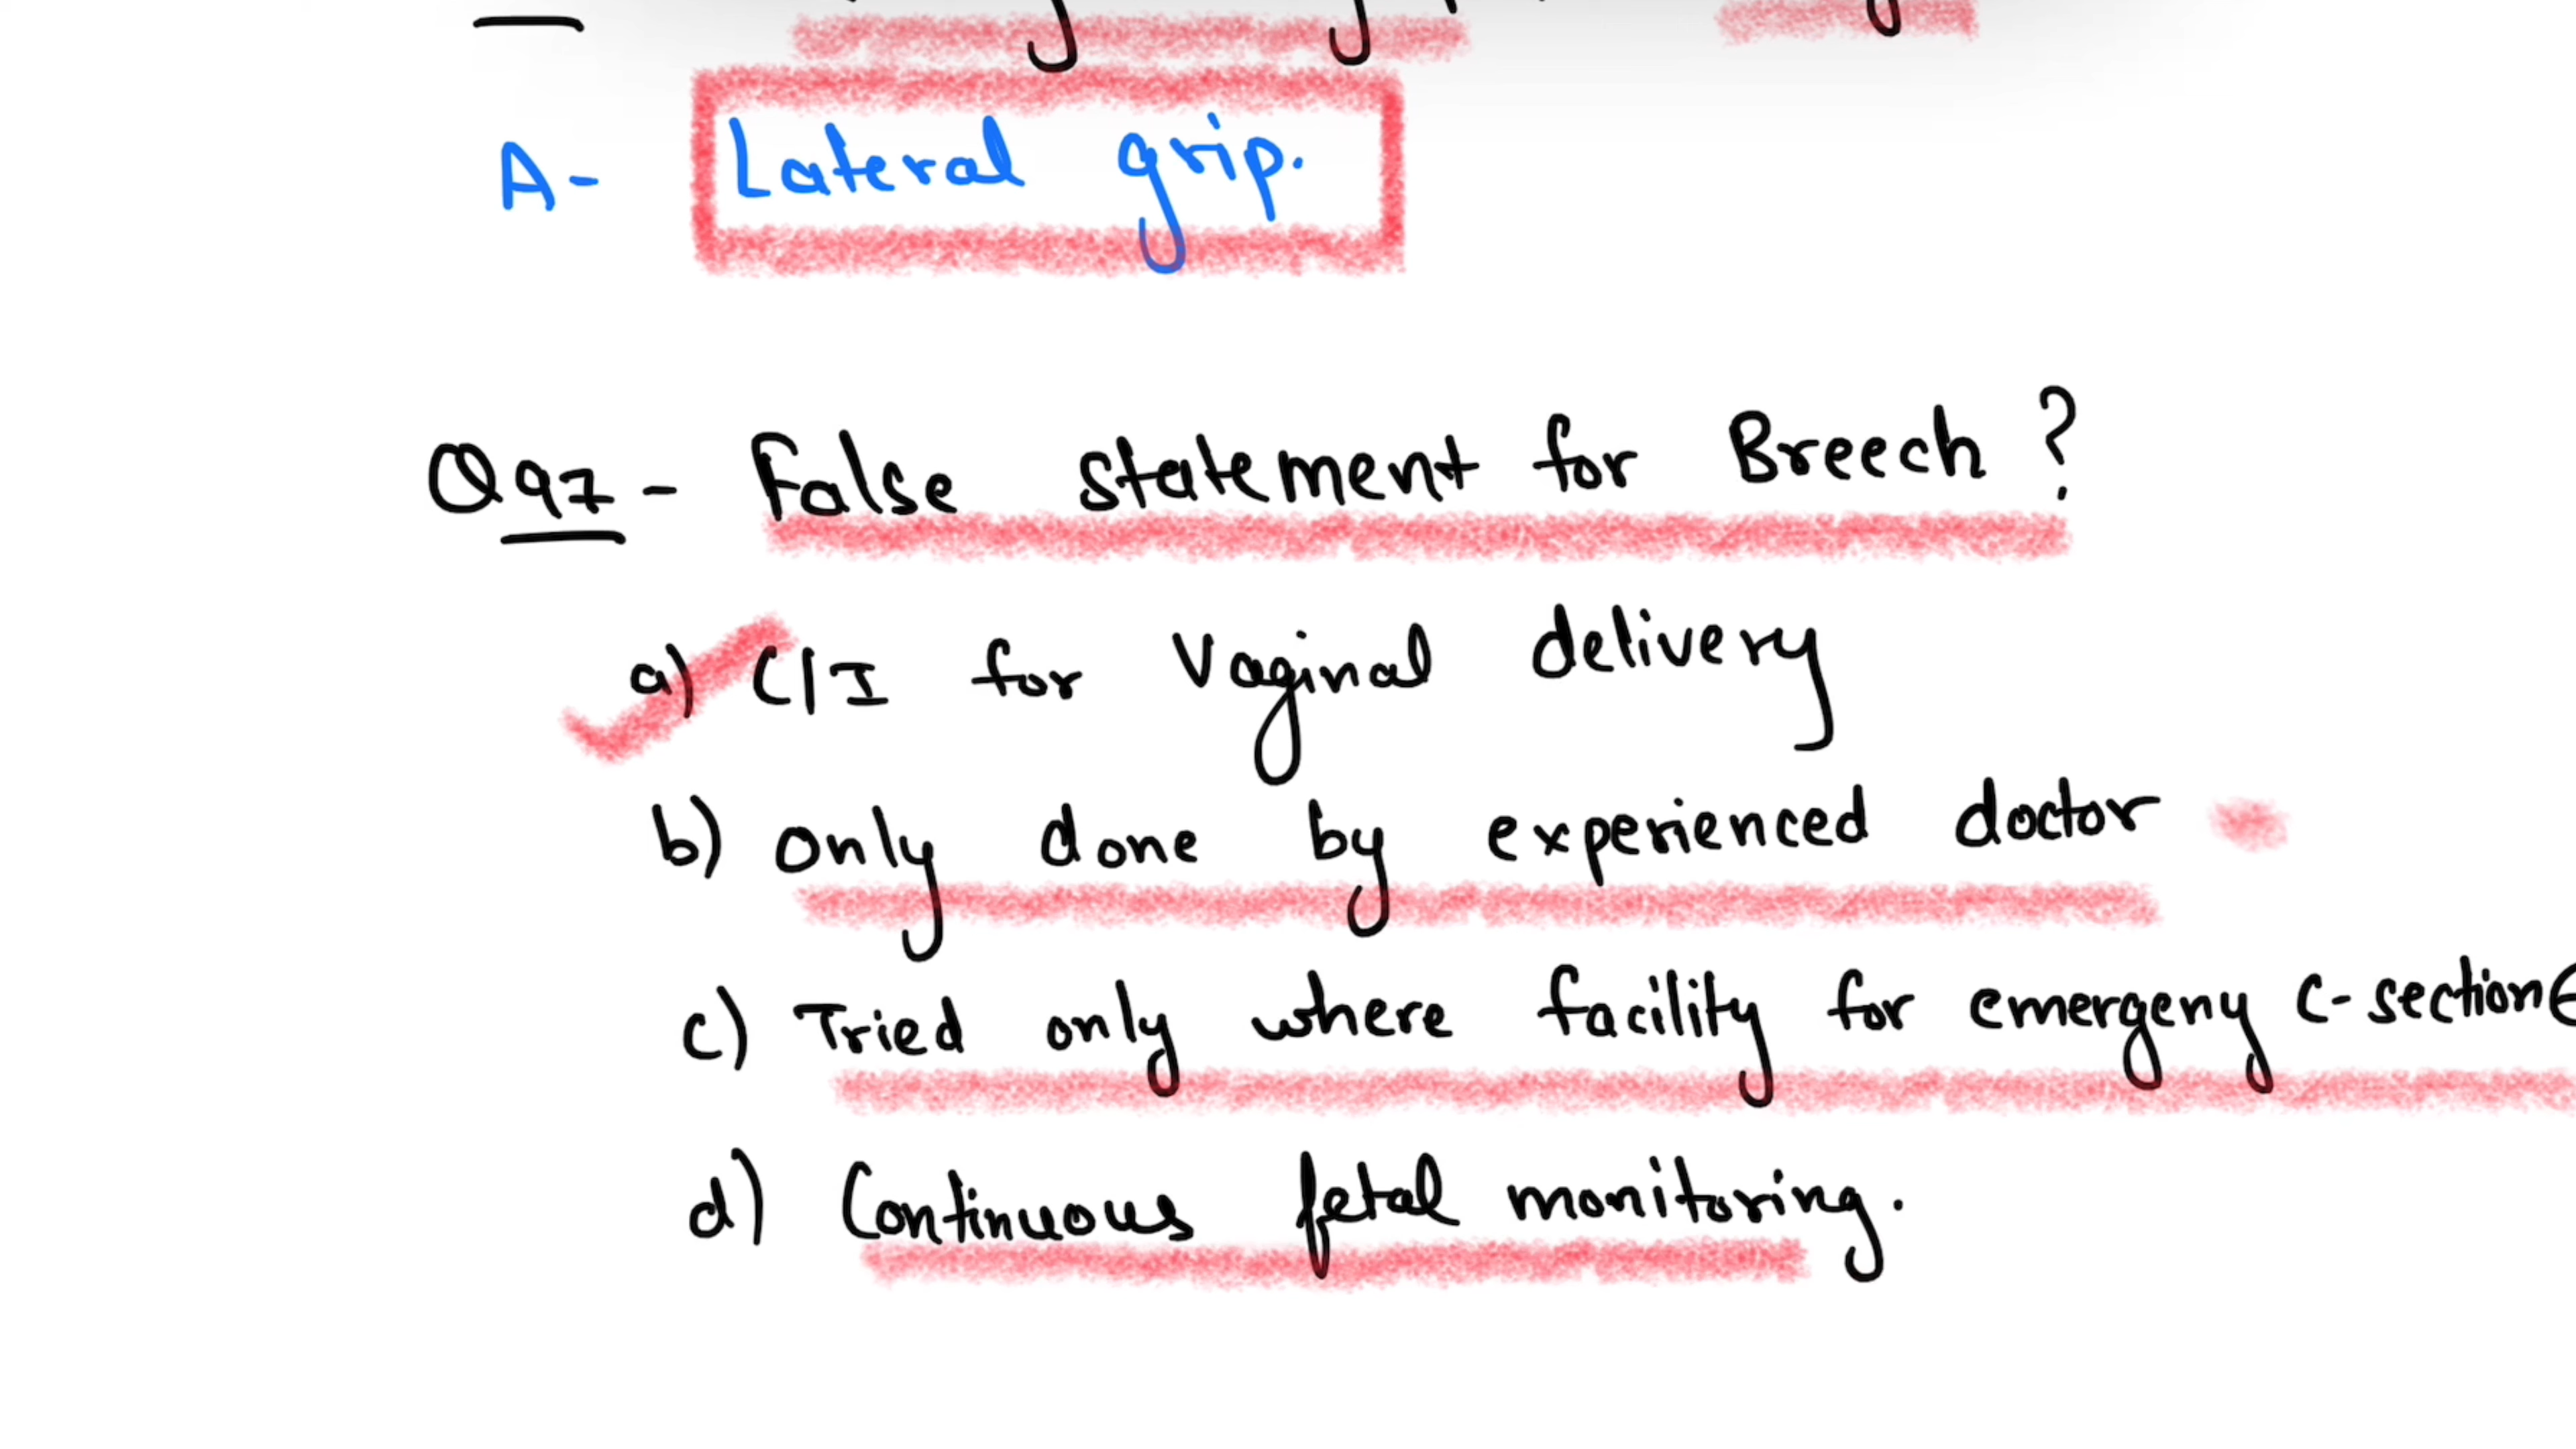 A- Lateral grip.
Q97- False statement for Breech?
a) C/I for Vaginal delivery
b) only done by experienced doctor
c) Tried only where facility for emergeny C-section
d) Continuous fetal monitoring.